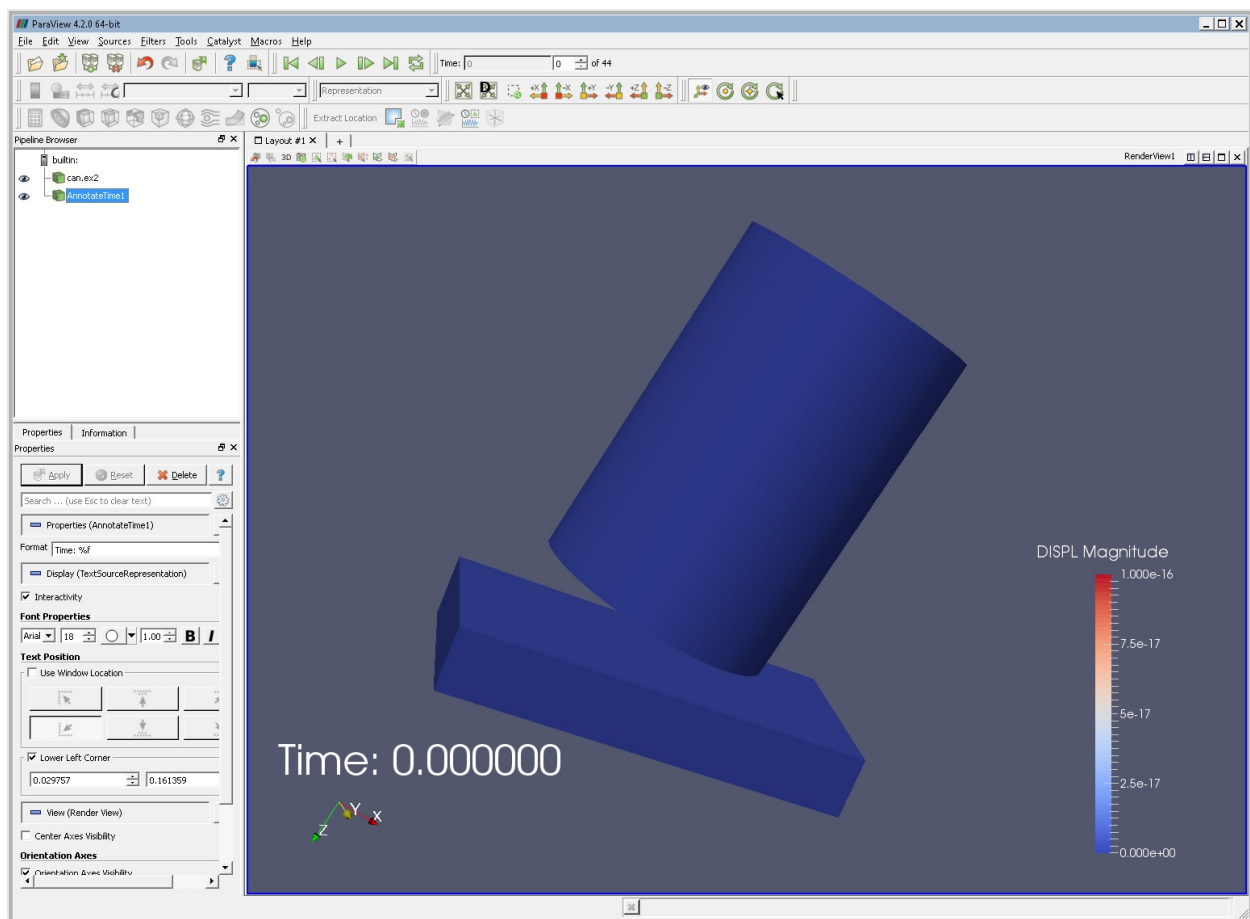 ParaView 4.2.0 64-bit
File Edit View Sources Filters Tools Catalyst Macros Help
Time: 0 0 of 44
Representation
Extract Location
Pipeline Browser
Layout #1
3D
RenderView1
builtin:
can.ex2
AnnotateTime1
Properties Information
Properties
Apply Reset Delete ?
Search ... (use Esc to clear text)
Properties (AnnotateTime1)
Format Time: %f
Display (TextSourceRepresentation)
Interactivity
Font Properties
Arial 18 1.00 B I
Text Position
Use Window Location
Lower Left Corner
0.029757 0.161359
View (Render View)
Center Axes Visibility
Orientation Axes
Orientation Axes Visibility
DISPL Magnitude
1.000e-16
7.5e-17
5e-17
2.5e-17
0.000e+00
Time: 0.000000
Y
X
Z